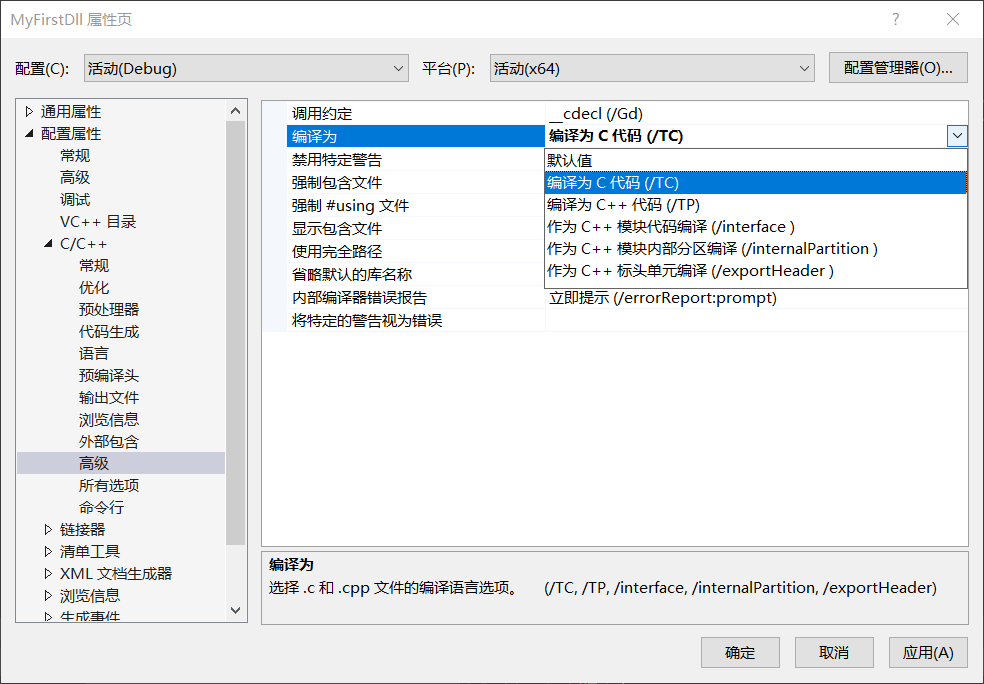 MyFirstDll 属性页
配置(C): 活动(Debug) 平台(P): 活动(x64) 配置管理器(O)...
通用属性
配置属性
常规
高级
调试
VC++ 目录
C/C++
常规
优化
预处理器
代码生成
语言
预编译头
输出文件
浏览信息
外部包含
高级
所有选项
命令行
链接器
清单工具
XML 文档生成器
浏览信息
生成事件
调用约定 __cdecl (/Gd)
编译为 编译为 C 代码 (/TC)
禁用特定警告
强制包含文件
强制 #using 文件
显示包含文件
使用完全路径
省略默认的库名称
内部编译器错误报告 立即提示 (/errorReport:prompt)
将特定的警告视为错误
默认值
编译为 C 代码 (/TC)
编译为 C++ 代码 (/TP)
作为 C++ 模块代码编译 (/interface )
作为 C++ 模块内部分区编译 (/internalPartition )
作为 C++ 标头单元编译 (/exportHeader )
编译为
选择 .c 和 .cpp 文件的编译语言选项。 (/TC, /TP, /interface, /internalPartition, /exportHeader)
确定 取消 应用(A)